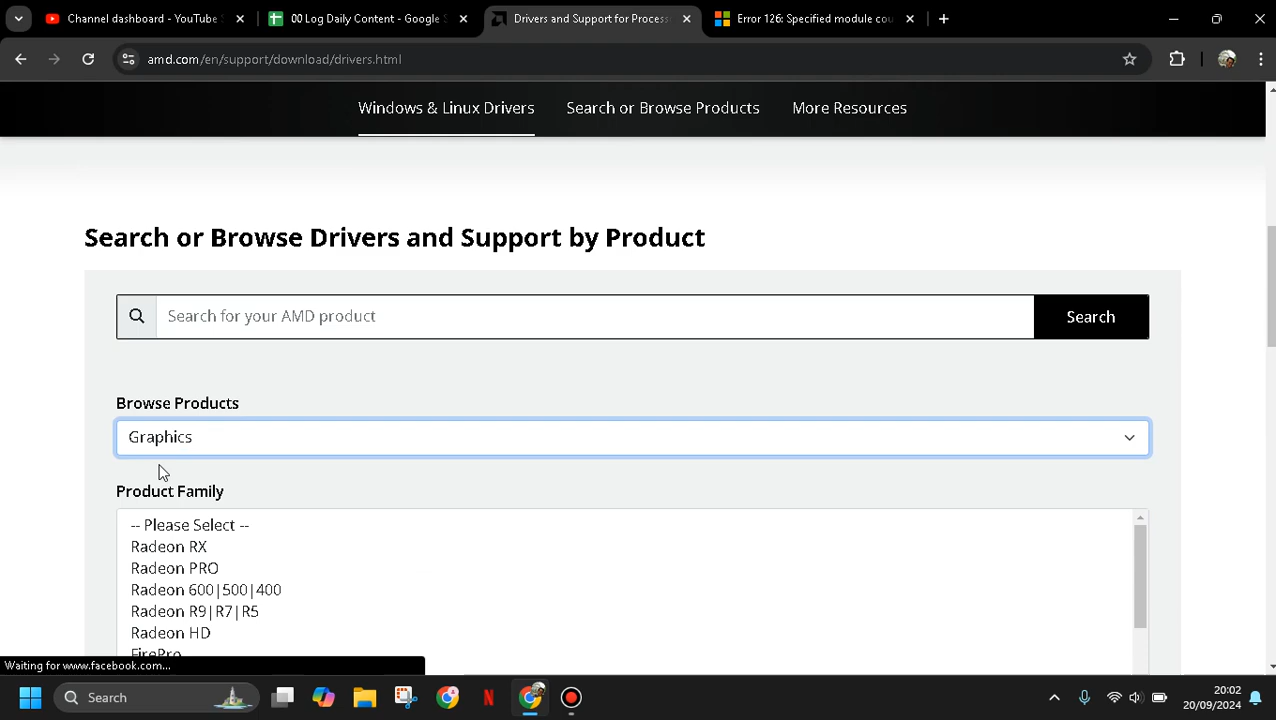 Channel dashboard - YouTube
00 Log Daily Content - Google S
Drivers and Support for Process
Error 126: Specified module cou
amd.com/en/support/download/drivers.html
Windows & Linux Drivers
Search or Browse Products
More Resources
Search or Browse Drivers and Support by Product
Search for your AMD product
Search
Browse Products
Graphics
Product Family
-- Please Select --
Radeon RX
Radeon PRO
Radeon 600|500|400
Radeon R9|R7|R5
Radeon HD
FirePro
Waiting for www.facebook.com...
Search
20:02
20/09/2024